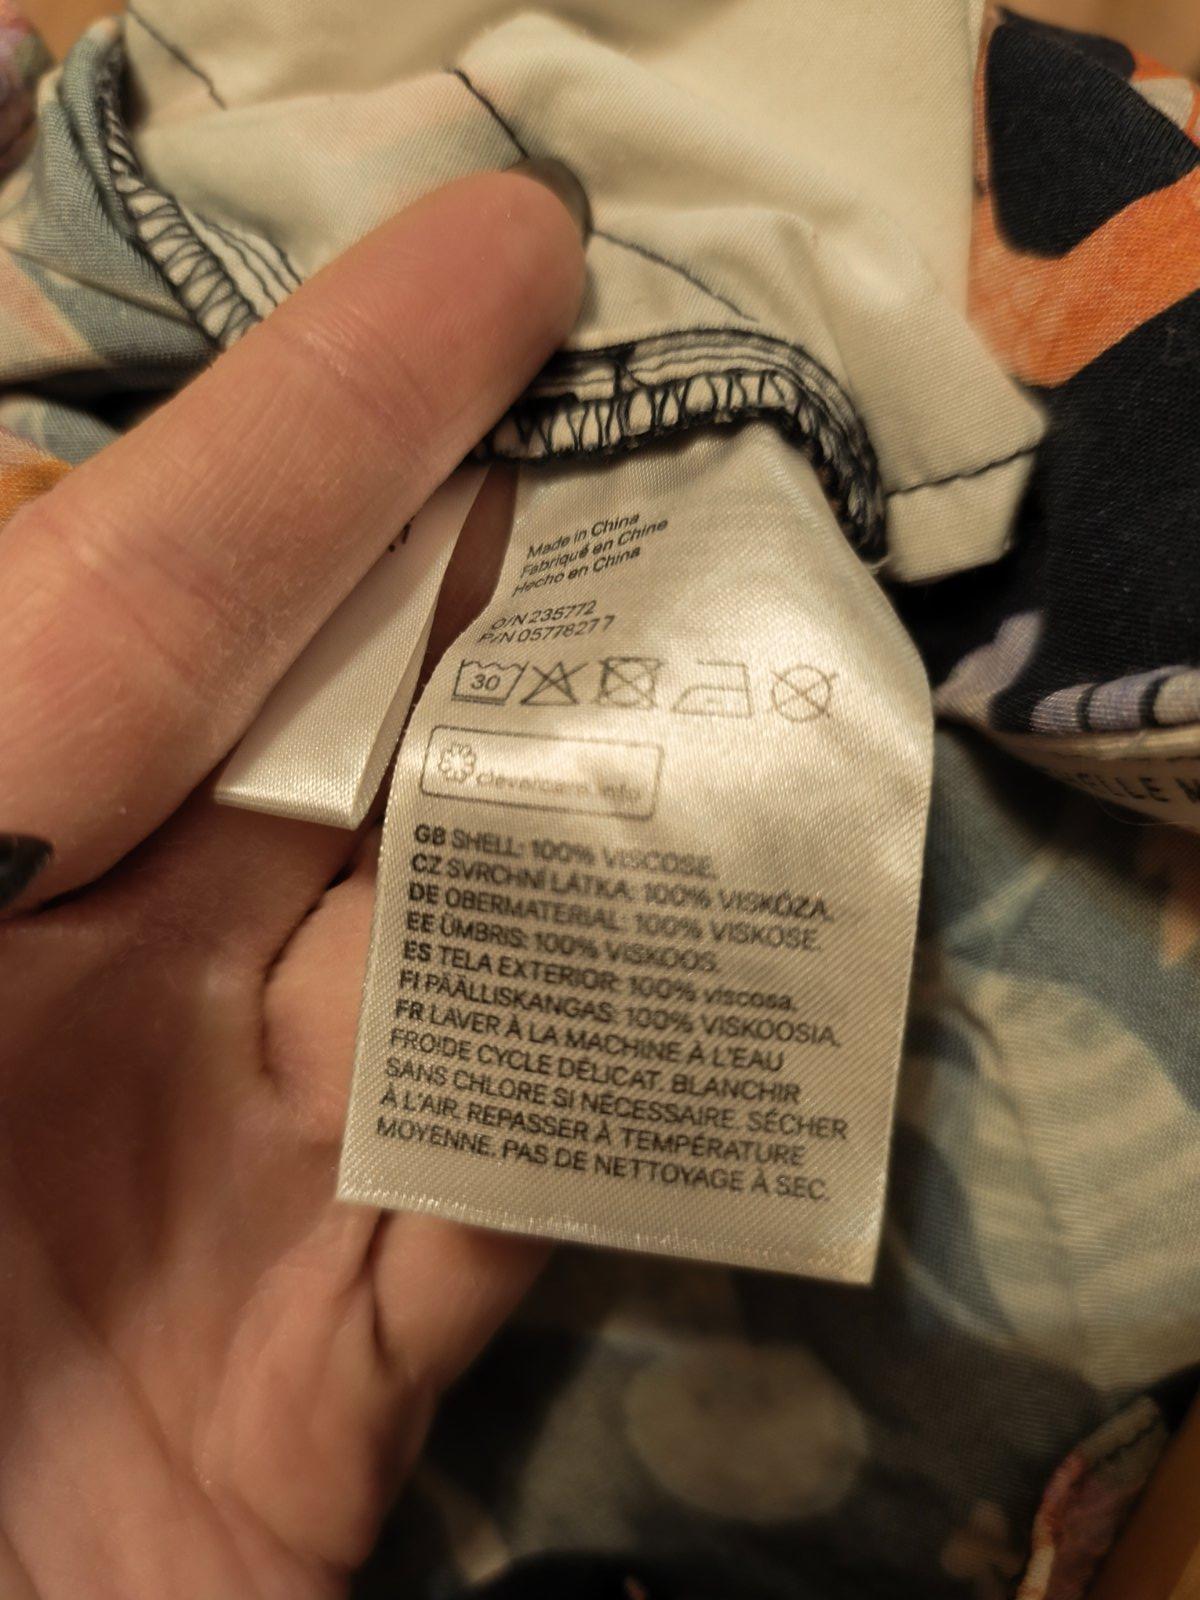 Made in China
Fabriqué en Chine
Hecho en China
O/N 235772
P/N 05778277
30
clevercare.info
GB SHELL: 100% VISCOSE.
CZ SVRCHNÍ LÁTKA: 100% VISKÓZA.
DE OBERMATERIAL: 100% VISKOSE.
EE ÜMBRIS: 100% VISKOOS.
ES TELA EXTERIOR: 100% viscosa.
FI PÄÄLLISKANGAS: 100% VISKOOSIA.
FR LAVER À LA MACHINE À L'EAU
FROIDE CYCLE DÉLICAT. BLANCHIR
SANS CHLORE SI NÉCESSAIRE. SÉCHER
À L'AIR. REPASSER À TEMPÉRATURE
MOYENNE. PAS DE NETTOYAGE À SEC.